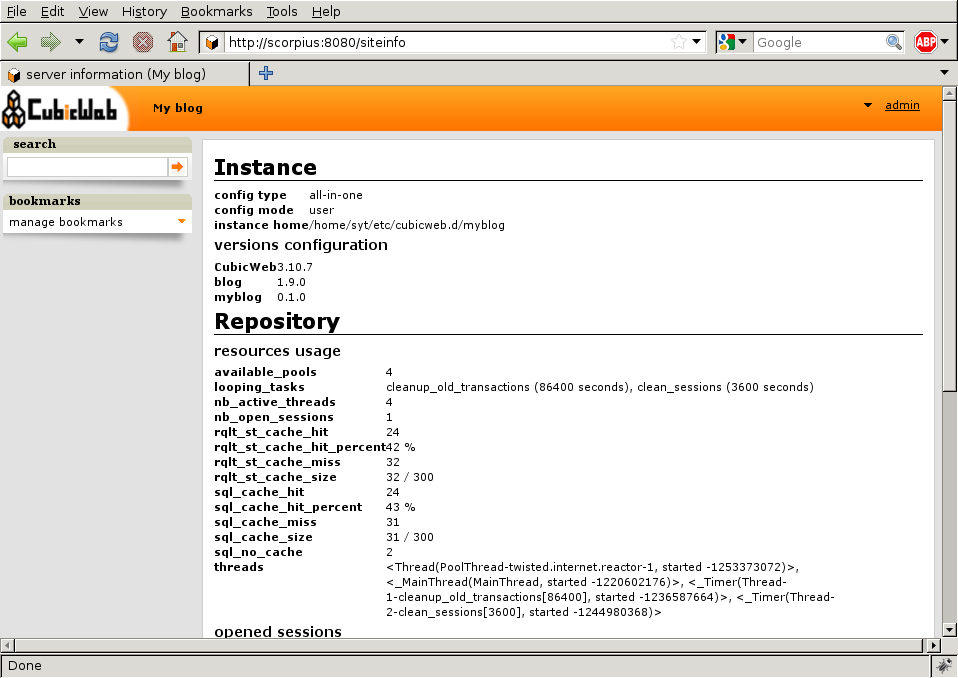 File Edit View History Bookmarks Tools Help
http://scorpius:8080/siteinfo
Google
ABP
server information (My blog)
CubicWeb
My blog
admin
search
bookmarks
manage bookmarks
Instance
config type all-in-one
config mode user
instance home/home/syt/etc/cubicweb.d/myblog
versions configuration
CubicWeb3.10.7
blog 1.9.0
myblog 0.1.0
Repository
resources usage
available_pools 4
looping_tasks cleanup_old_transactions (86400 seconds), clean_sessions (3600 seconds)
nb_active_threads 4
nb_open_sessions 1
rqlt_st_cache_hit 24
rqlt_st_cache_hit_percent42 %
rqlt_st_cache_miss 32
rqlt_st_cache_size 32 / 300
sql_cache_hit 24
sql_cache_hit_percent 43 %
sql_cache_miss 31
sql_cache_size 31 / 300
sql_no_cache 2
threads <Thread(PoolThread-twisted.internet.reactor-1, started -1253373072)>,
<_MainThread(MainThread, started -1220602176)>, <_Timer(Thread-
1-cleanup_old_transactions[86400], started -1236587664)>, <_Timer(Thread-
2-clean_sessions[3600], started -1244980368)>
opened sessions
Done